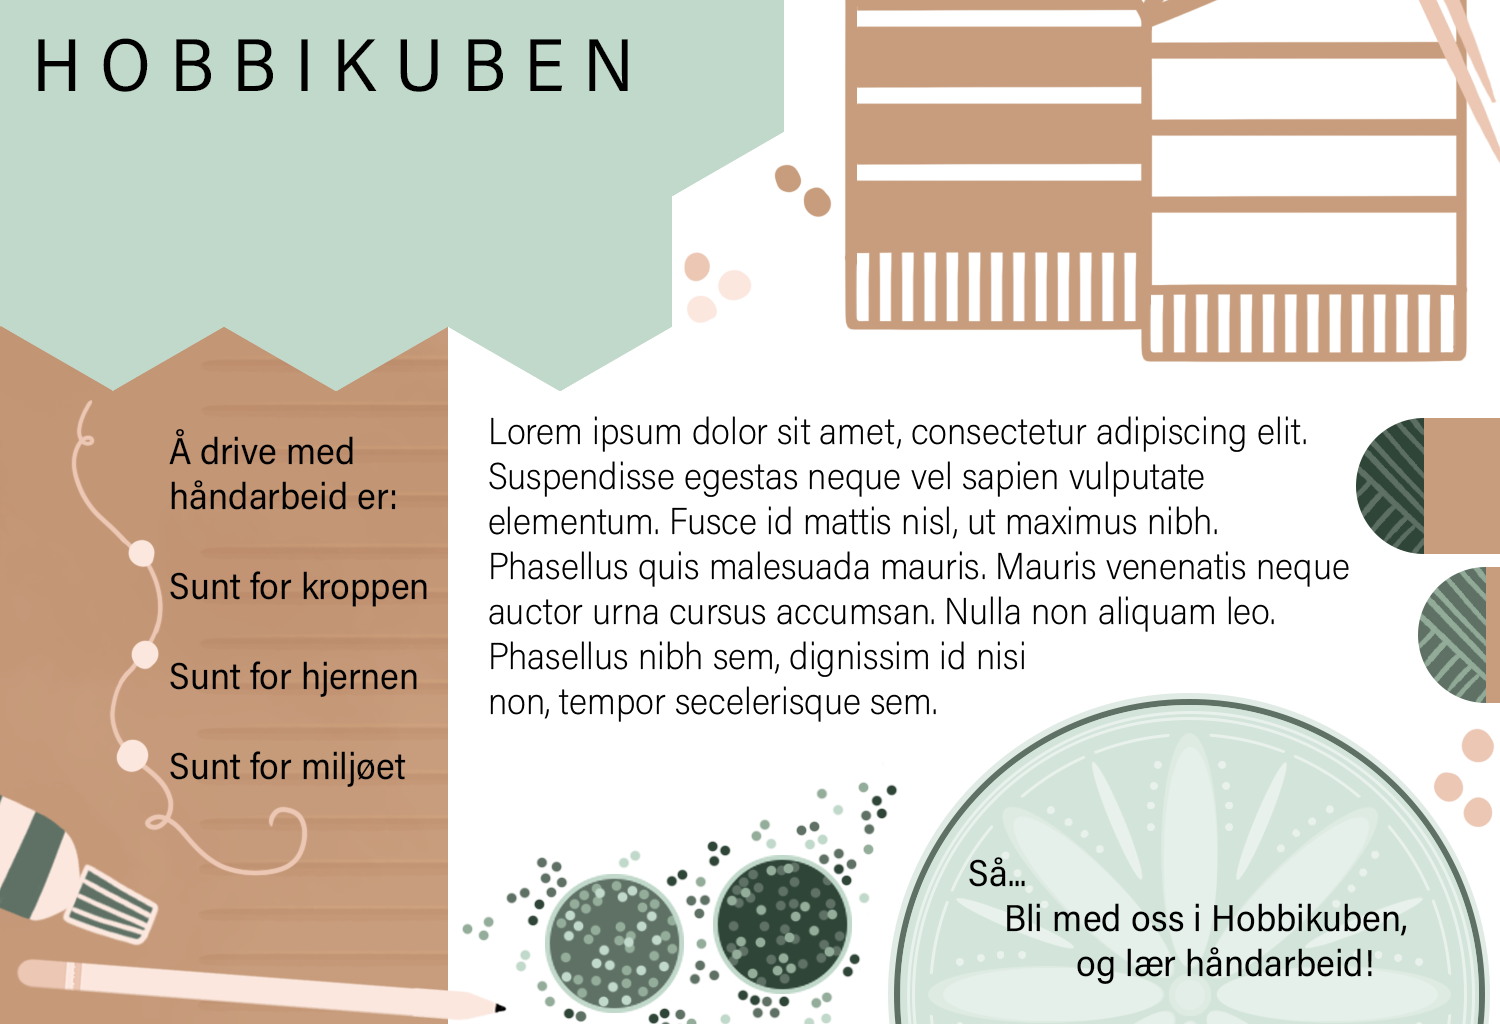 HOBBIKUBEN
Å drive med
håndarbeid er:
Sunt for kroppen
Sunt for hjernen
Sunt for miljøet
Lorem ipsum dolor sit amet, consectetur adipiscing elit.
Suspendisse egestas neque vel sapien vulputate
elementum. Fusce id mattis nisl, ut maximus nibh.
Phasellus quis malesuada mauris. Mauris venenatis neque
auctor urna cursus accumsan. Nulla non aliquam leo.
Phasellus nibh sem, dignissim id nisi
non, tempor secelerisque sem.
Så...
Bli med oss i Hobbikuben,
og lær håndarbeid!